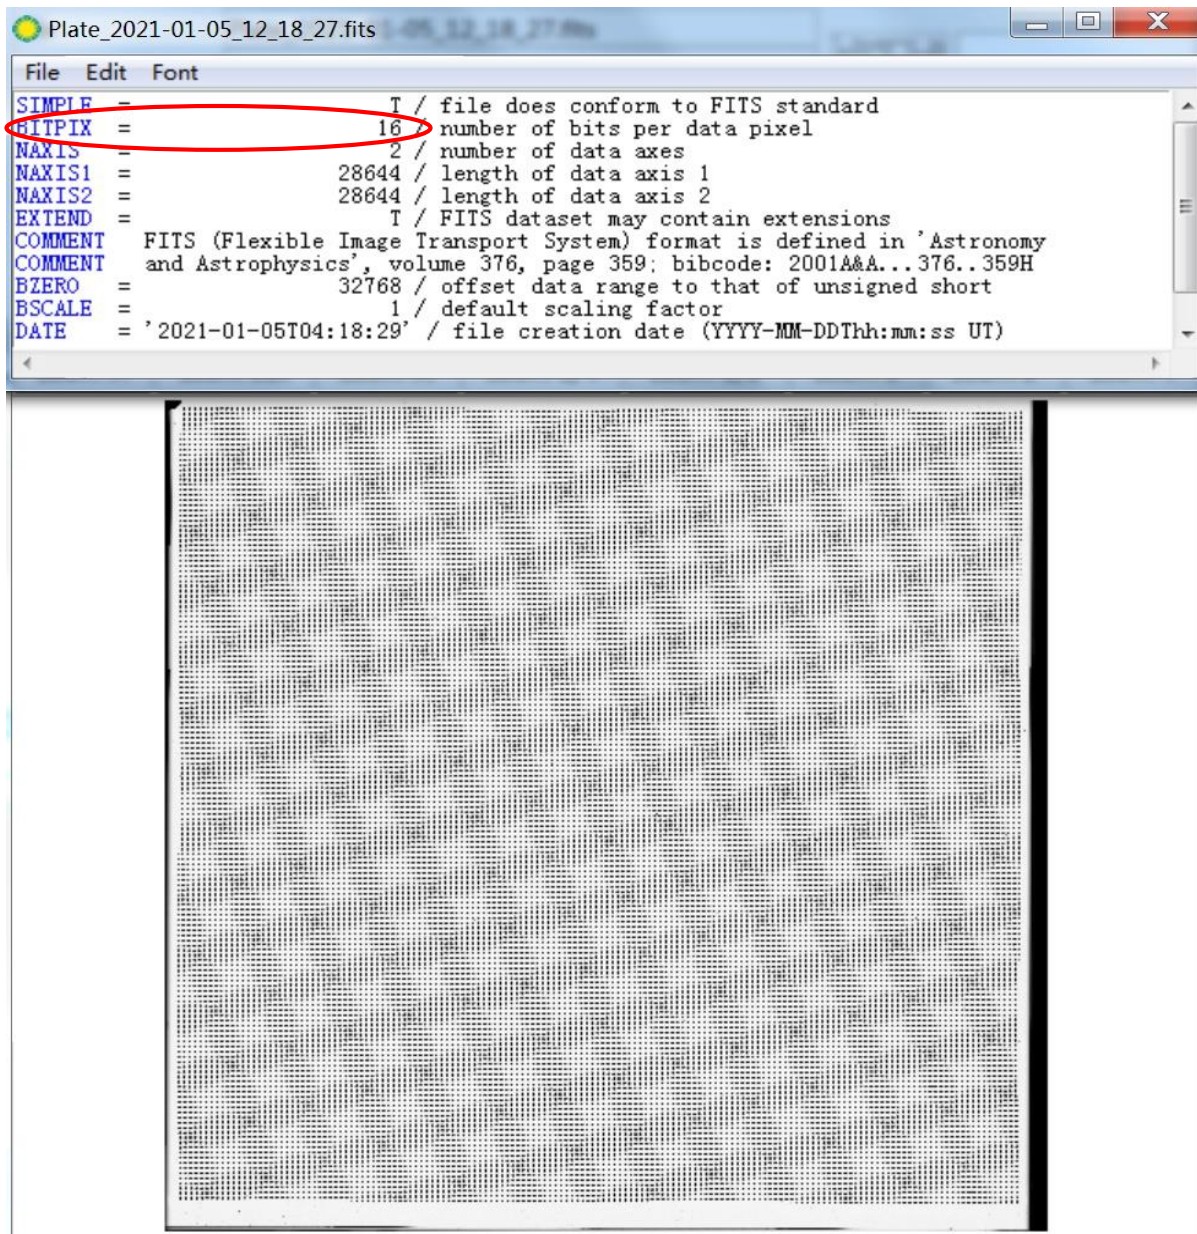 Plate_2021-01-05_12_18_27.fits
File Edit Font
SIMPLE = T / file does conform to FITS standard
BITPIX = 16 / number of bits per data pixel
NAXIS = 2 / number of data axes
NAXIS1 = 28644 / length of data axis 1
NAXIS2 = 28644 / length of data axis 2
EXTEND = T / FITS dataset may contain extensions
COMMENT FITS (Flexible Image Transport System) format is defined in 'Astronomy
COMMENT and Astrophysics', volume 376, page 359; bibcode: 2001A&A...376..359H
BZERO = 32768 / offset data range to that of unsigned short
BSCALE = 1 / default scaling factor
DATE = '2021-01-05T04:18:29' / file creation date (YYYY-MM-DDThh:mm:ss UT)